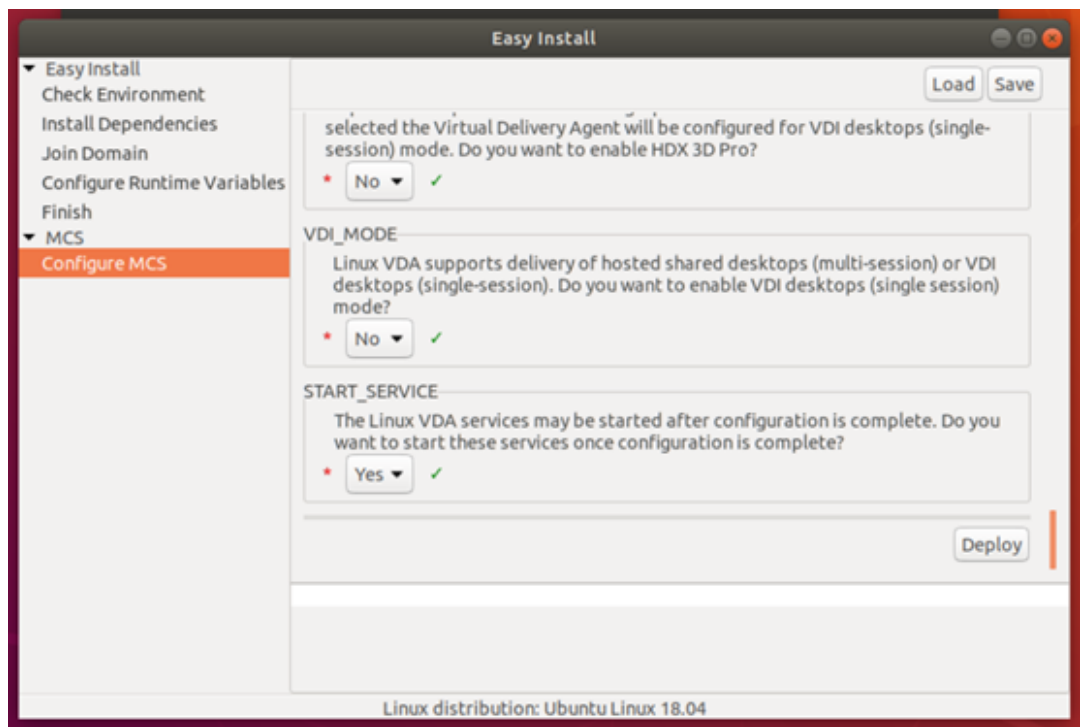 Easy Install
Easy Install
Check Environment
Install Dependencies
Join Domain
Configure Runtime Variables
Finish
MCS
Configure MCS
Load Save
selected the Virtual Delivery Agent will be configured for VDI desktops (single-
session) mode. Do you want to enable HDX 3D Pro?
* No ✓
VDI_MODE
Linux VDA supports delivery of hosted shared desktops (multi-session) or VDI
desktops (single-session). Do you want to enable VDI desktops (single session)
mode?
* No ✓
START_SERVICE
The Linux VDA services may be started after configuration is complete. Do you
want to start these services once configuration is complete?
* Yes ✓
Deploy
Linux distribution: Ubuntu Linux 18.04